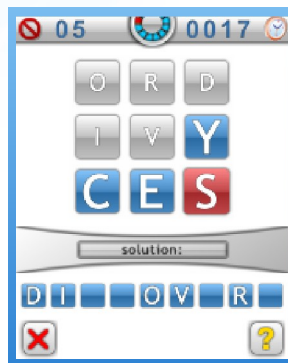 05 0017
O R D
I V Y
C E S
solution:
D I O V R
?